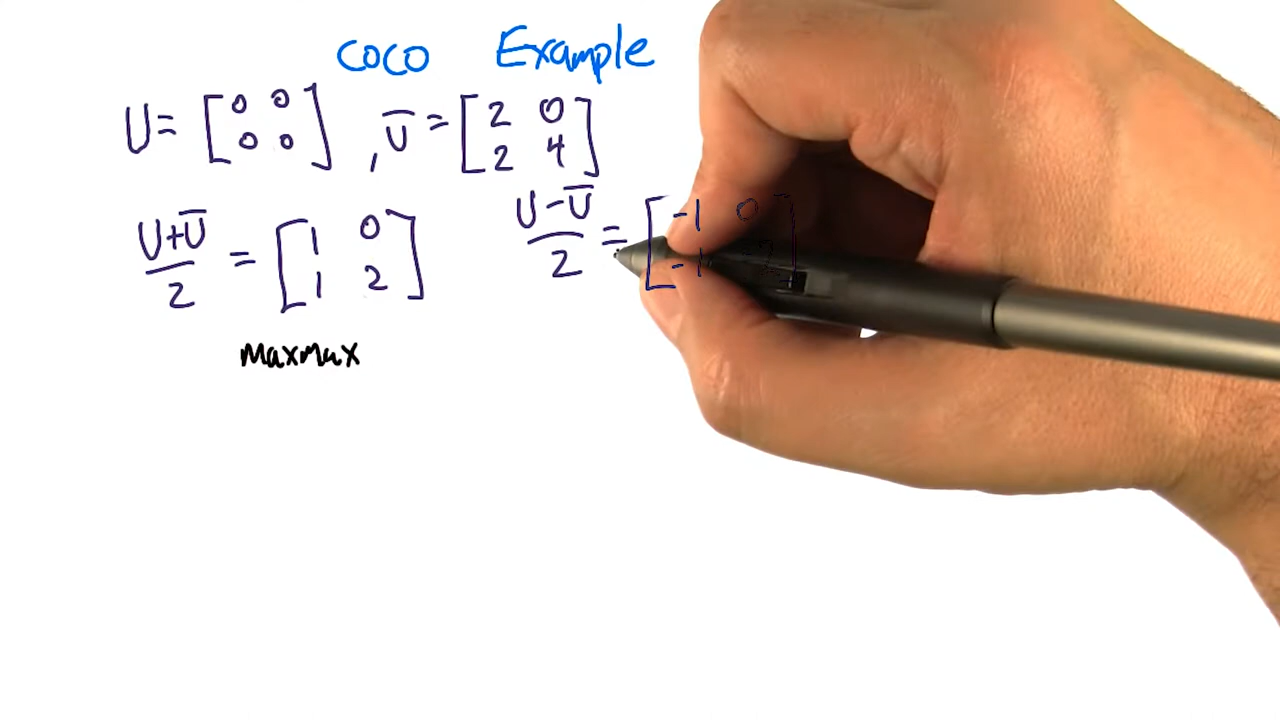 COCO Example
U = [0 0
0 0] , Ū = [2 0
2 4]
(U+Ū)/2 = [1 0
1 2]
(U-Ū)/2 = [-1 0
-1
maxmax